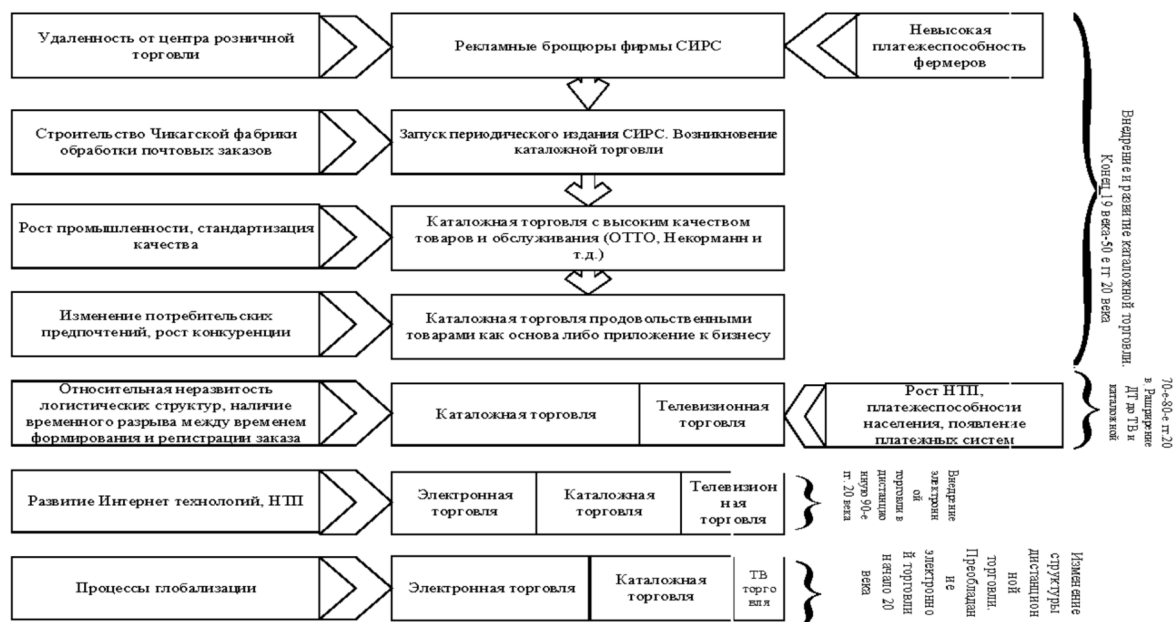 Удаленность от центра розничной
торговли
Рекламные брощюры фирмы СИРС
Невысокая
платежеспособность
фермеров
Строительство Чикагской фабрики
обработки почтовых заказов
Запуск периодического издания СИРС. Возникновение
каталожной торговли
Рост промышленности, стандартизация
качества
Каталожная торговля с высоким качеством
товаров и обслуживания (ОТТО, Некорманн и
т.д.)
Изменение потребительских
предпочтений, рост конкуренции
Каталожная торговля продовольственными
товарами как основа либо приложение к бизнесу
Внедрение и развитие каталожной торговли.
Конец 19 века-50-е гг 20 века
Относительная неразвитость
логистических структур, наличие
временного разрыва между временем
формирования и регистрации заказа
Каталожная торговля
Телевизионная
торговля
Рост НТП,
платежеспособности
населения, появление
платежных систем
70-е-80-е гг.20
в. Расширение
ДТ до ТВ и
каталожной
Развитие Интернет технологий, НТП
Электронная
торговля
Каталожная
торговля
Телевизион
ная
торговля
Внедрение
электронн
ой
торговли в
дистанцио
нную 90-е
гг. 20 века
Процессы глобализации
Электронная торговля
Каталожная
торговля
ТВ
торго
вля
Изменение
структуры
дистанцион
ной
торговли.
Преобладан
ие
электронно
й торговли
начало 20
века